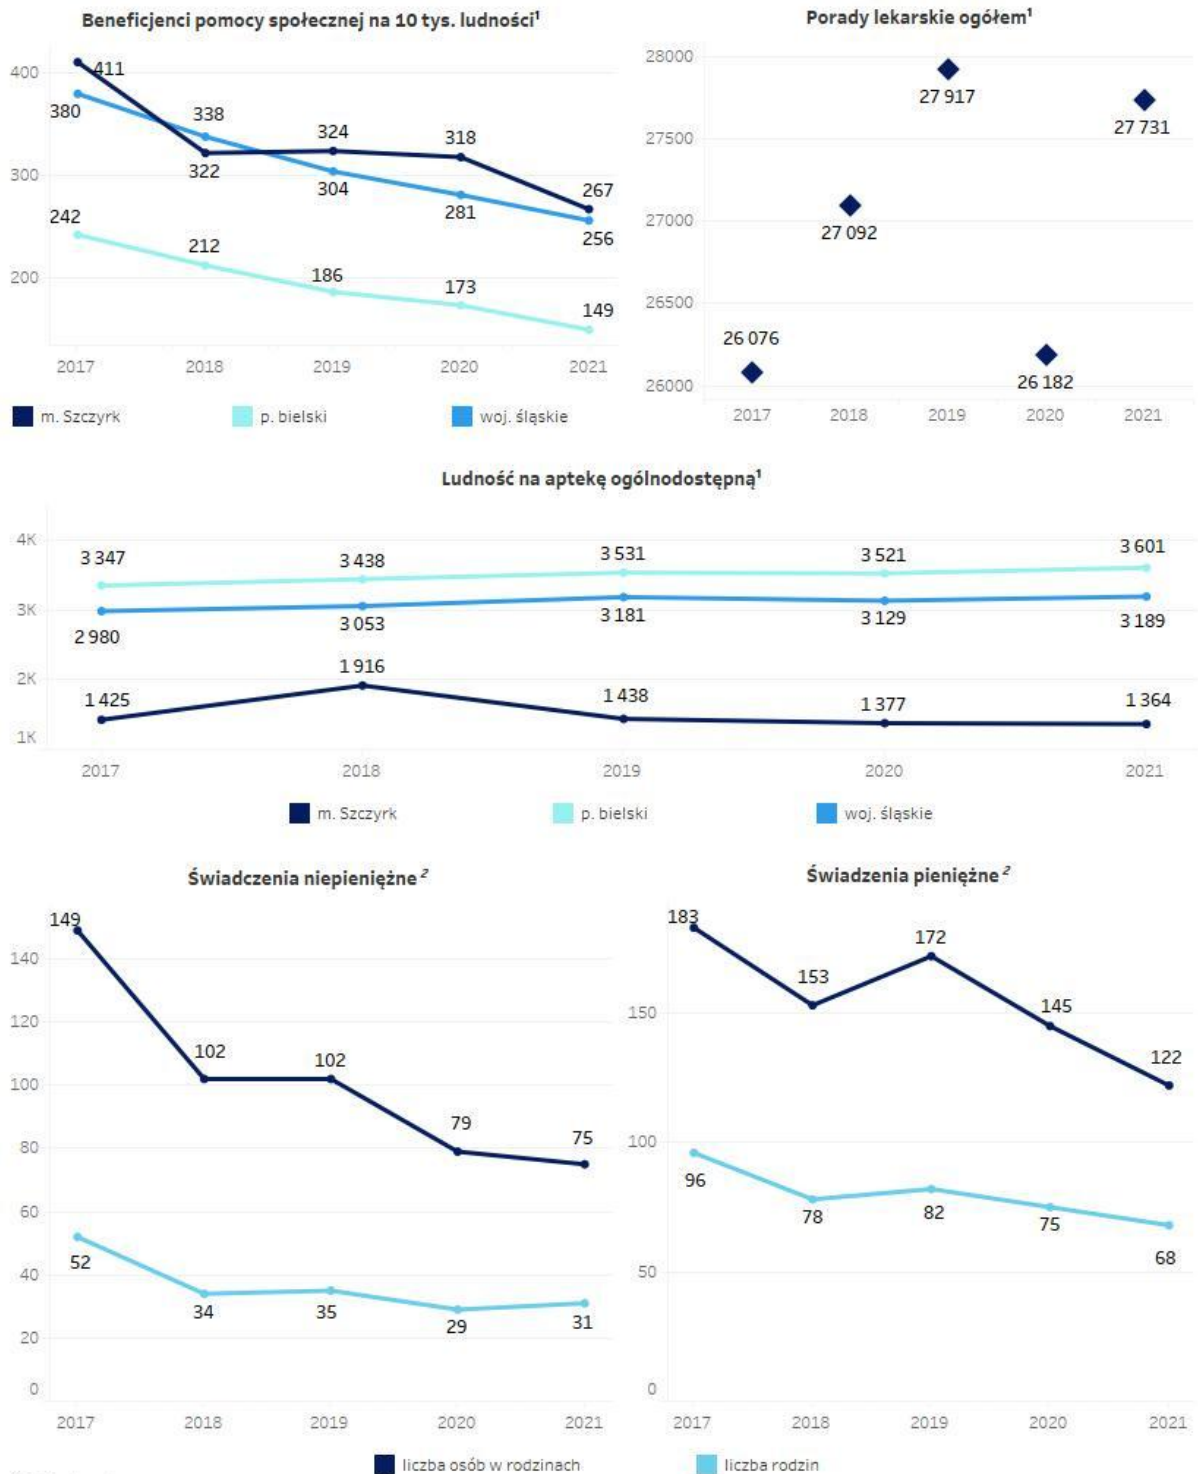 Beneficjenci pomocy społecznej na 10 tys. ludności¹
400
300
200
411
380
338
322
324
304
318
281
267
256
242
212
186
173
149
2017 2018 2019 2020 2021
m. Szczyrk p. bielski woj. śląskie
Porady lekarskie ogółem¹
28000
27500
27000
26500
26000
26 076
27 092
27 917
26 182
27 731
2017 2018 2019 2020 2021
Ludność na aptekę ogólnodostępną¹
4K
3K
2K
1K
3 347 3 438 3 531 3 521 3 601
2 980 3 053 3 181 3 129 3 189
1 425 1 916 1 438 1 377 1 364
2017 2018 2019 2020 2021
m. Szczyrk p. bielski woj. śląskie
Świadczenia niepieniężne ²
140
120
100
80
60
40
20
0
149 102 102 79 75
52 34 35 29 31
2017 2018 2019 2020 2021
Świadzenia pieniężne ²
150
100
50
0
183 153 172 145 122
96 78 82 75 68
2017 2018 2019 2020 2021
liczba osób w rodzinach liczba rodzin